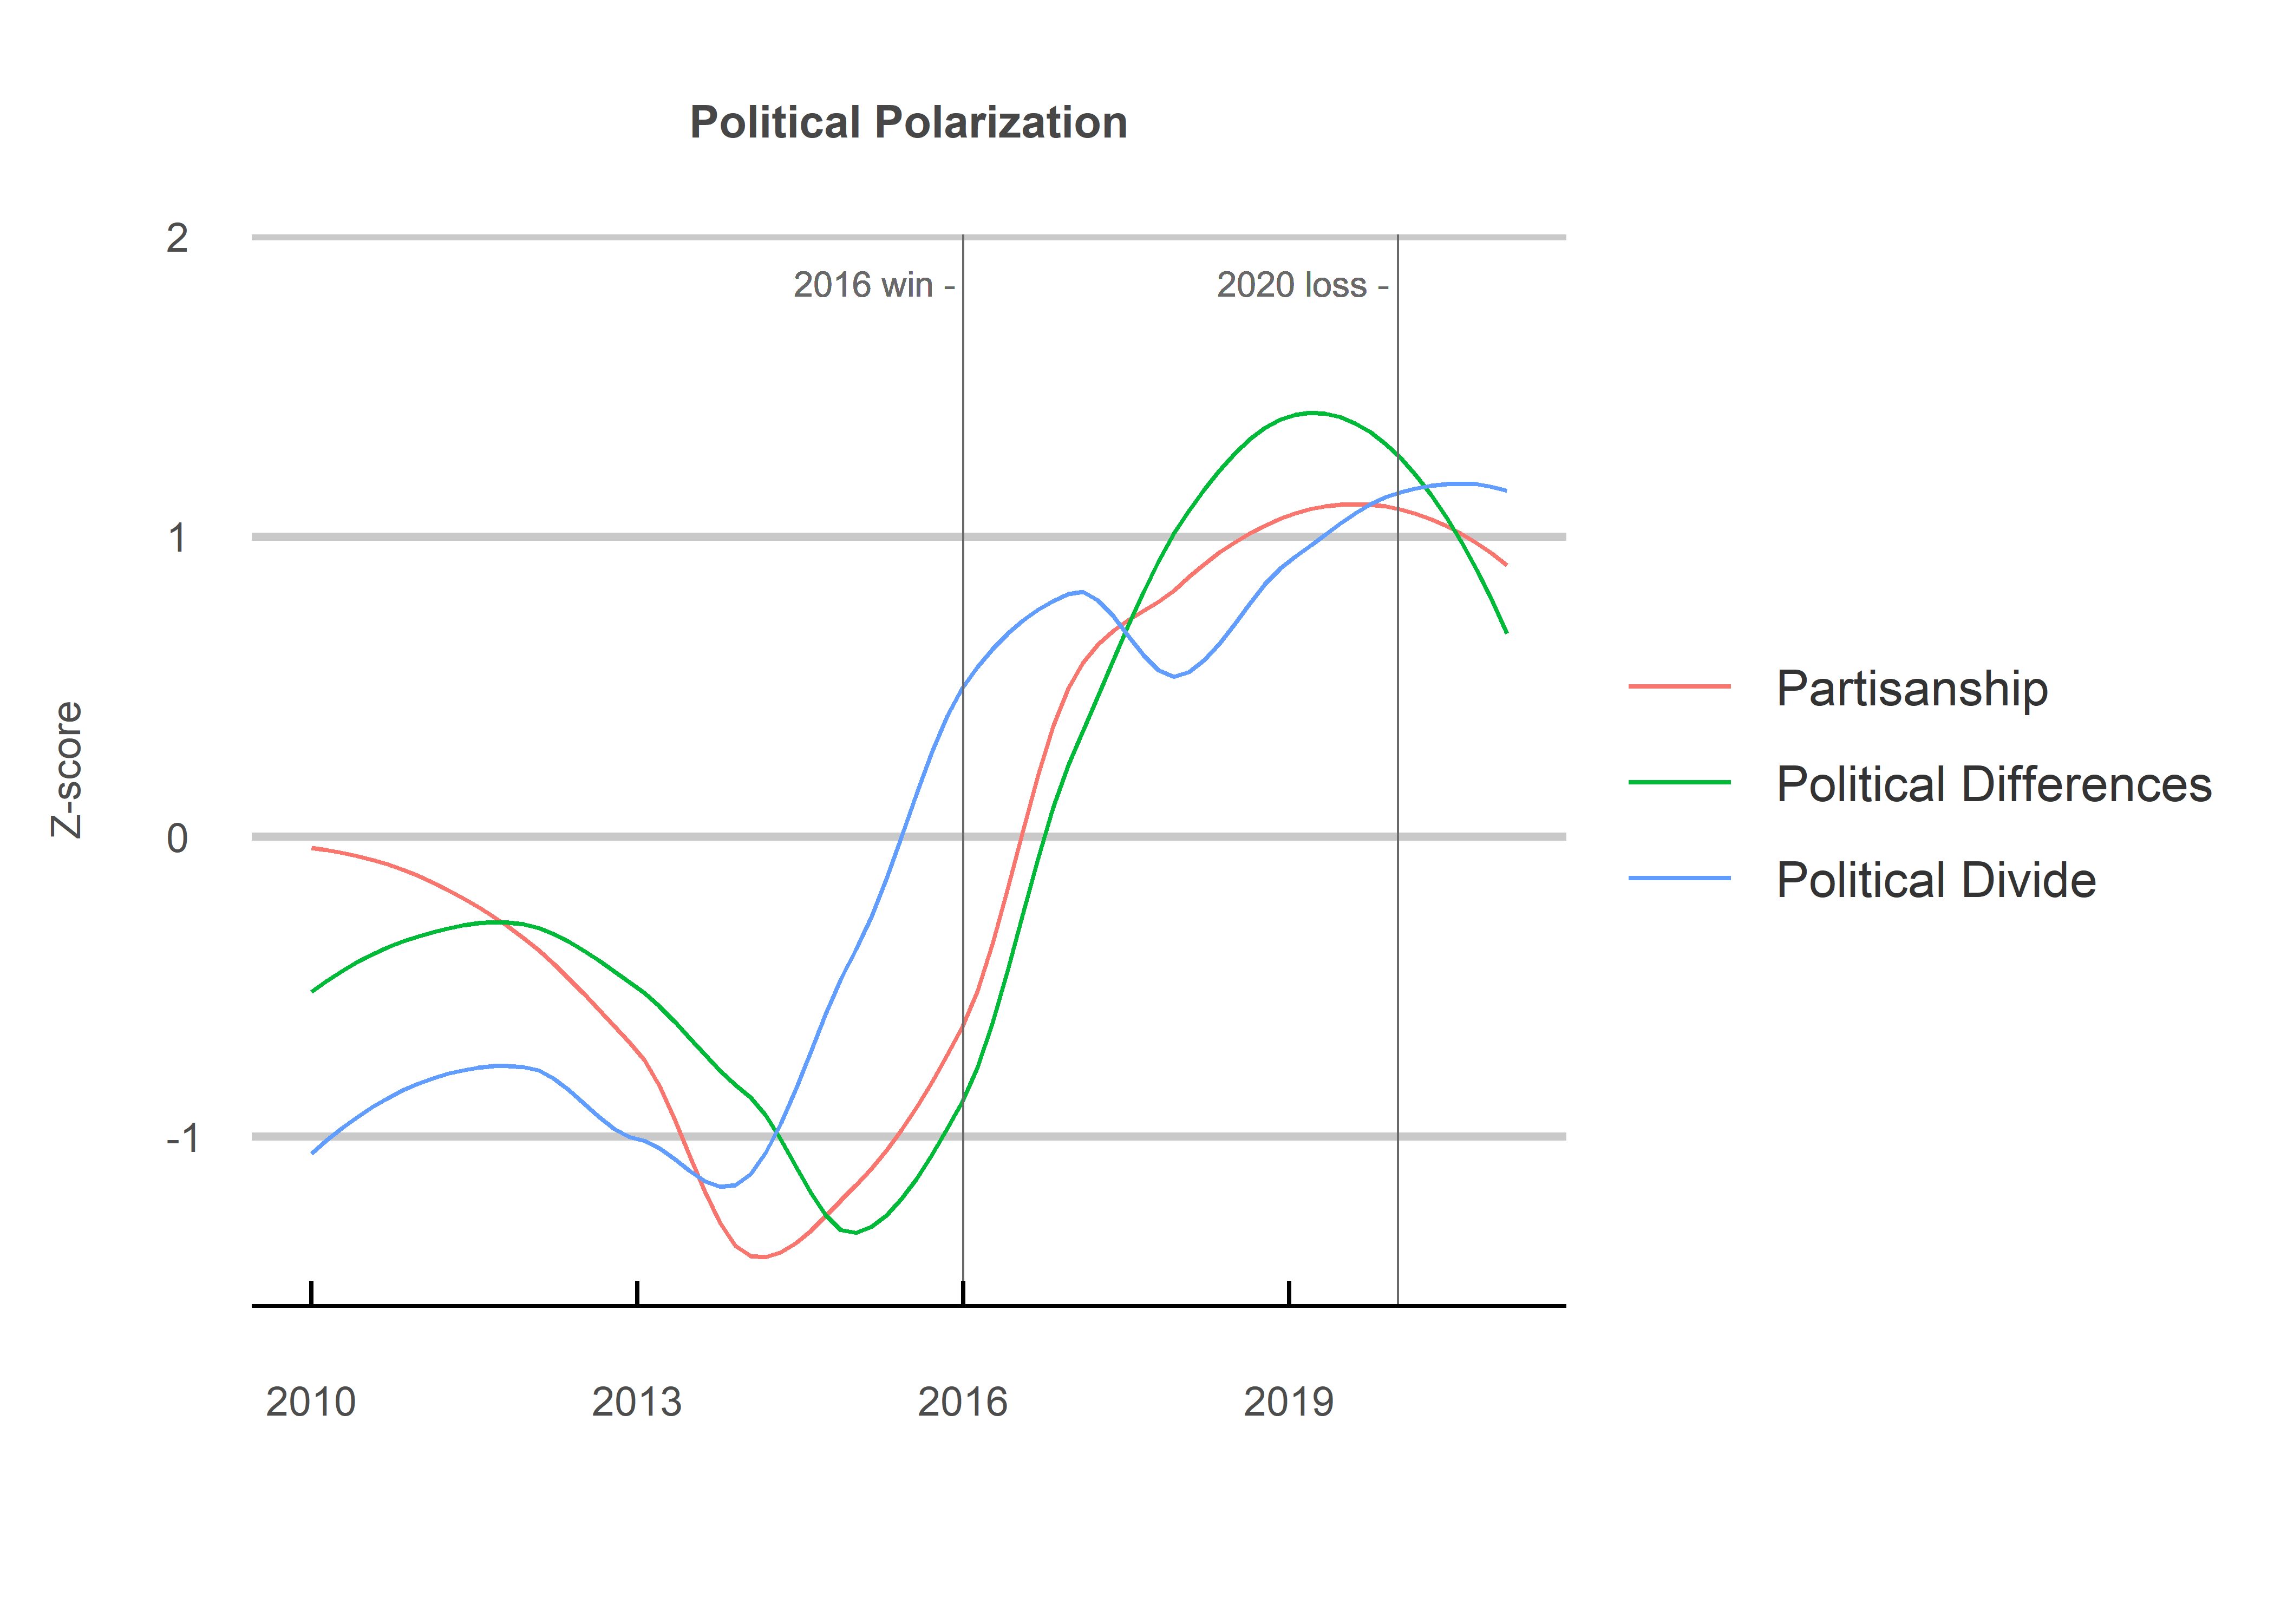 Political Polarization
2
2016 win -
2020 loss -
1
0
-1
Z-score
Partisanship
Political Differences
Political Divide
2010
2013
2016
2019